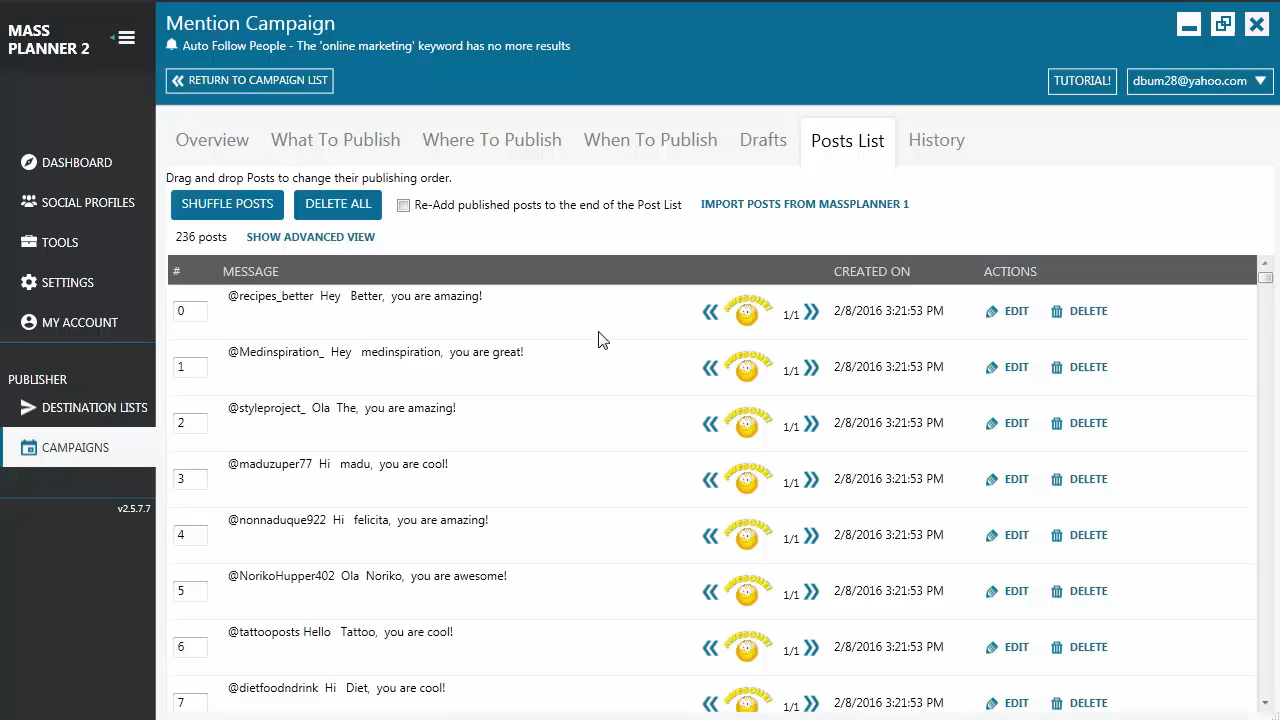 MASS
PLANNER 2
Mention Campaign
Auto Follow People - The 'online marketing' keyword has no more results
RETURN TO CAMPAIGN LIST
TUTORIAL!
dbum28@yahoo.com
DASHBOARD
SOCIAL PROFILES
TOOLS
SETTINGS
MY ACCOUNT
PUBLISHER
DESTINATION LISTS
CAMPAIGNS
v2.5.7.7
Overview What To Publish Where To Publish When To Publish Drafts Posts List History
Drag and drop Posts to change their publishing order.
SHUFFLE POSTS DELETE ALL Re-Add published posts to the end of the Post List IMPORT POSTS FROM MASSPLANNER 1
236 posts SHOW ADVANCED VIEW
# MESSAGE CREATED ON ACTIONS
0 @recipes_better Hey Better, you are amazing! AWESOME! 1/1 2/8/2016 3:21:53 PM EDIT DELETE
1 @Medinspiration_ Hey medinspiration, you are great! AWESOME! 1/1 2/8/2016 3:21:53 PM EDIT DELETE
2 @styleproject_ Ola The, you are amazing! AWESOME! 1/1 2/8/2016 3:21:53 PM EDIT DELETE
3 @maduzuper77 Hi madu, you are cool! AWESOME! 1/1 2/8/2016 3:21:53 PM EDIT DELETE
4 @nonnaduque922 Hi felicita, you are amazing! AWESOME! 1/1 2/8/2016 3:21:53 PM EDIT DELETE
5 @NorikoHupper402 Ola Noriko, you are awesome! AWESOME! 1/1 2/8/2016 3:21:53 PM EDIT DELETE
6 @tattooposts Hello Tattoo, you are cool! AWESOME! 1/1 2/8/2016 3:21:53 PM EDIT DELETE
7 @dietfoodndrink Hi Diet, you are cool! AWESOME! 1/1 2/8/2016 3:21:53 PM EDIT DELETE